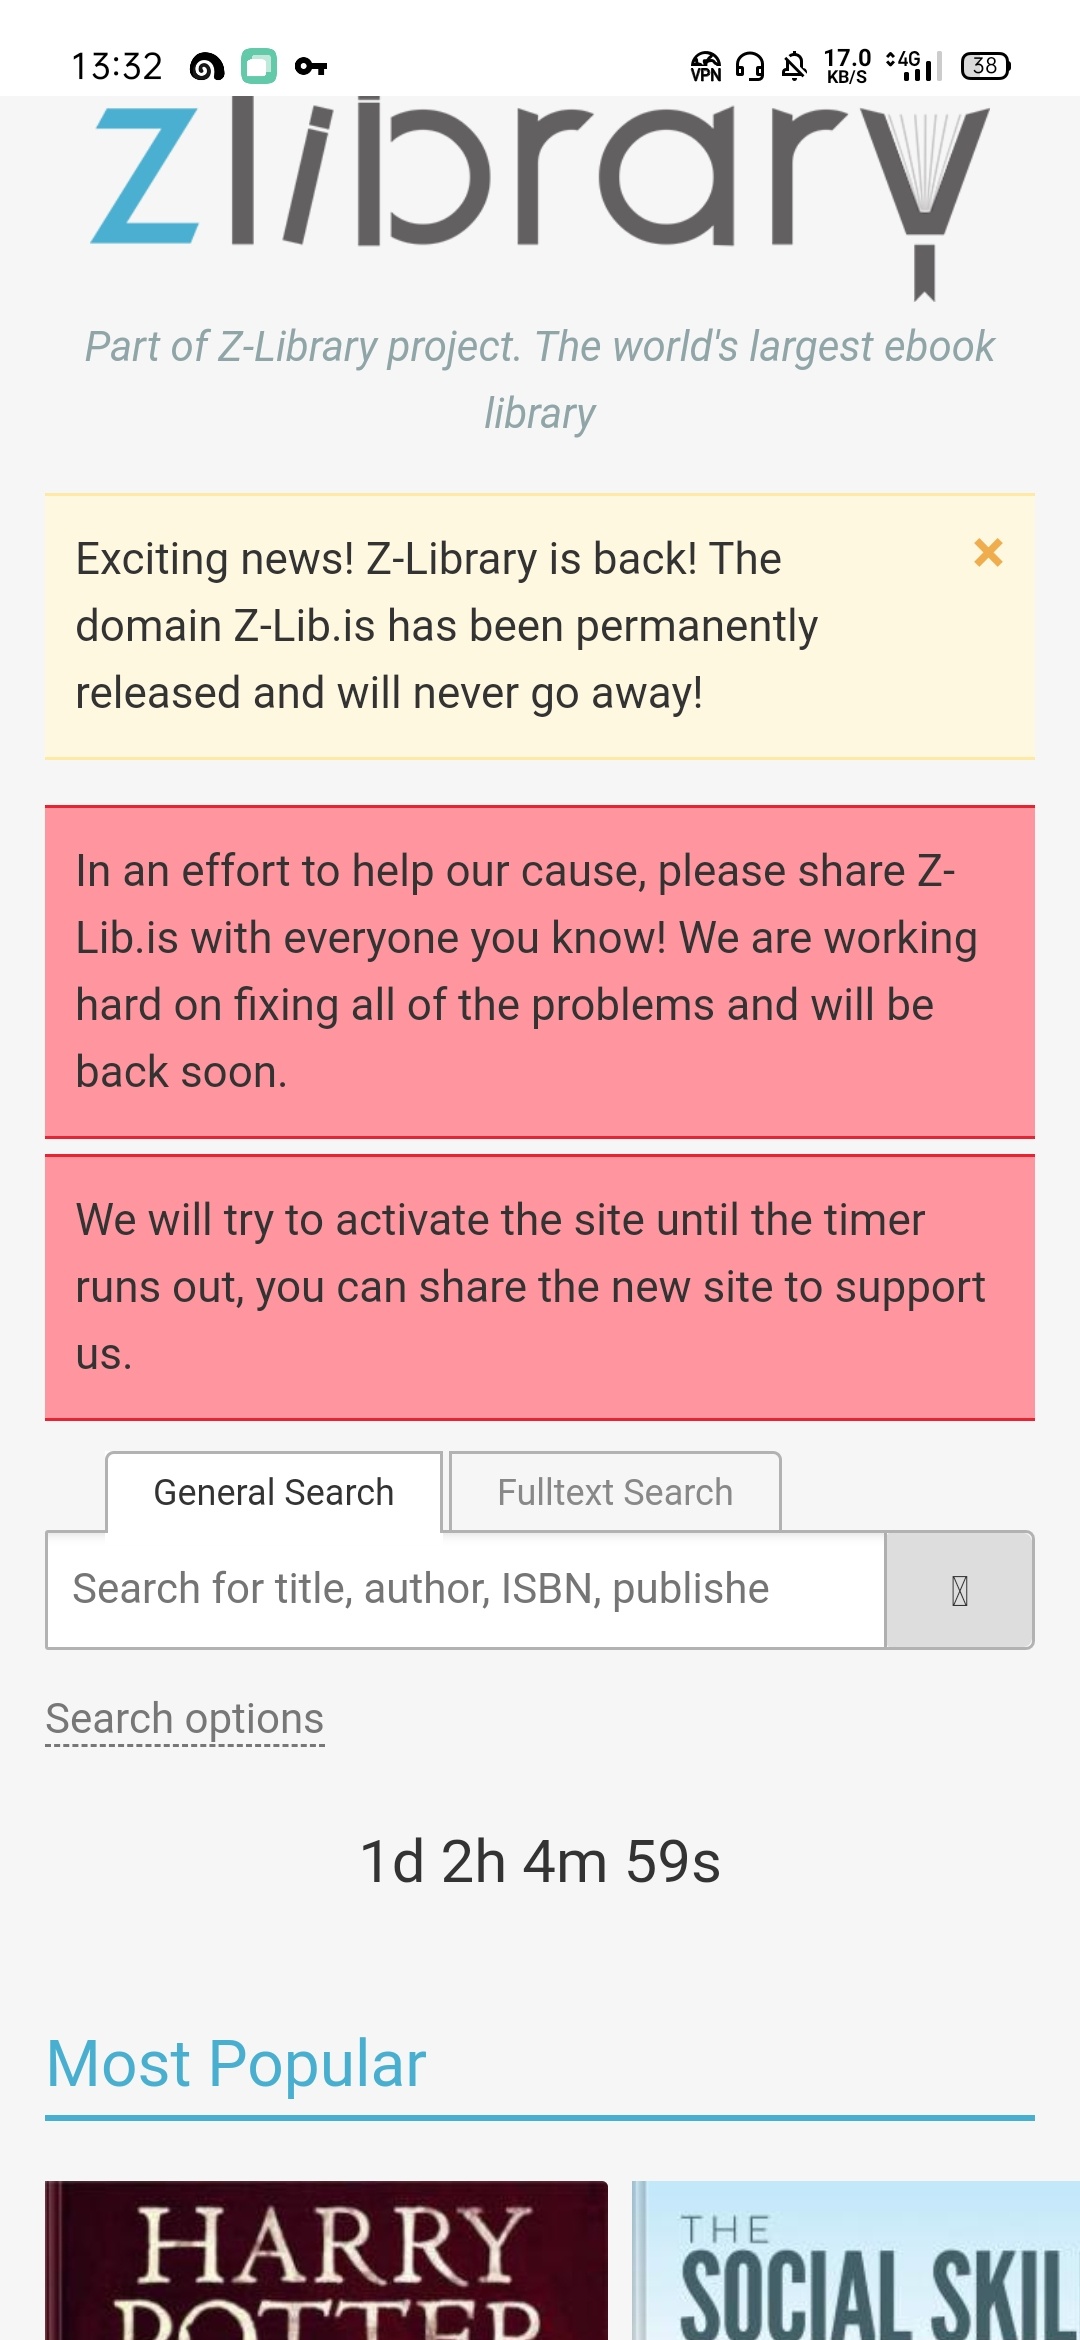 13:32
VPN
17.0
KB/S
4G
38
zlibrary
Part of Z-Library project. The world's largest ebook
library
Exciting news! Z-Library is back! The
domain Z-Lib.is has been permanently
released and will never go away!
In an effort to help our cause, please share Z-
Lib.is with everyone you know! We are working
hard on fixing all of the problems and will be
back soon.
We will try to activate the site until the timer
runs out, you can share the new site to support
us.
General Search
Fulltext Search
Search for title, author, ISBN, publishe
Search options
1d 2h 4m 59s
Most Popular
HARRY
POTTER
THE
SOCIAL SKIL